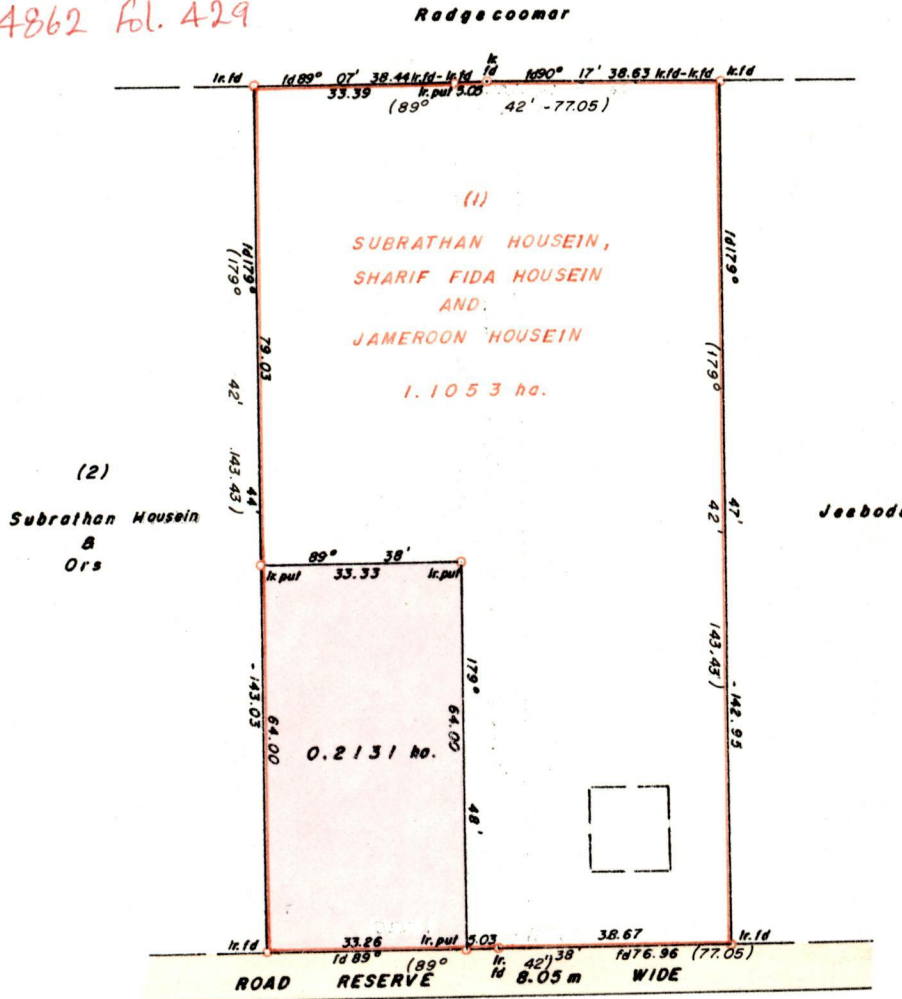 4862 fol. 429
Radgecoomar
Ir. fd
fd 89° 07' 38.44 Ir.fd-Ir.fd
Ir. fd
fd 90° 17' 38.63 Ir.fd-Ir.fd
Ir. fd
33.39
Ir. put 5.05
(89° 42' -77.05)
(1)
SUBRATHAN HOUSEIN,
SHARIF FIDA HOUSEIN
AND
JAMEROON HOUSEIN
1.1053 ha.
fd 179° 44' - 143.03
(179° 42' 143.43)
79.03
fd 179° 47' - 142.95
(179° 42' 143.43)
(2)
Subrathan Housein
&
Ors
Jeebod
89° 38'
Ir. put 33.33 Ir. put
64.00
179° 48'
64.00
0.2131 ha.
Ir. fd 33.26 Ir. put 5.03 38.67 Ir. fd
fd 89° 38' fd 76.96 (77.05)
(89° 42')
Ir. fd
ROAD RESERVE 8.05 m WIDE